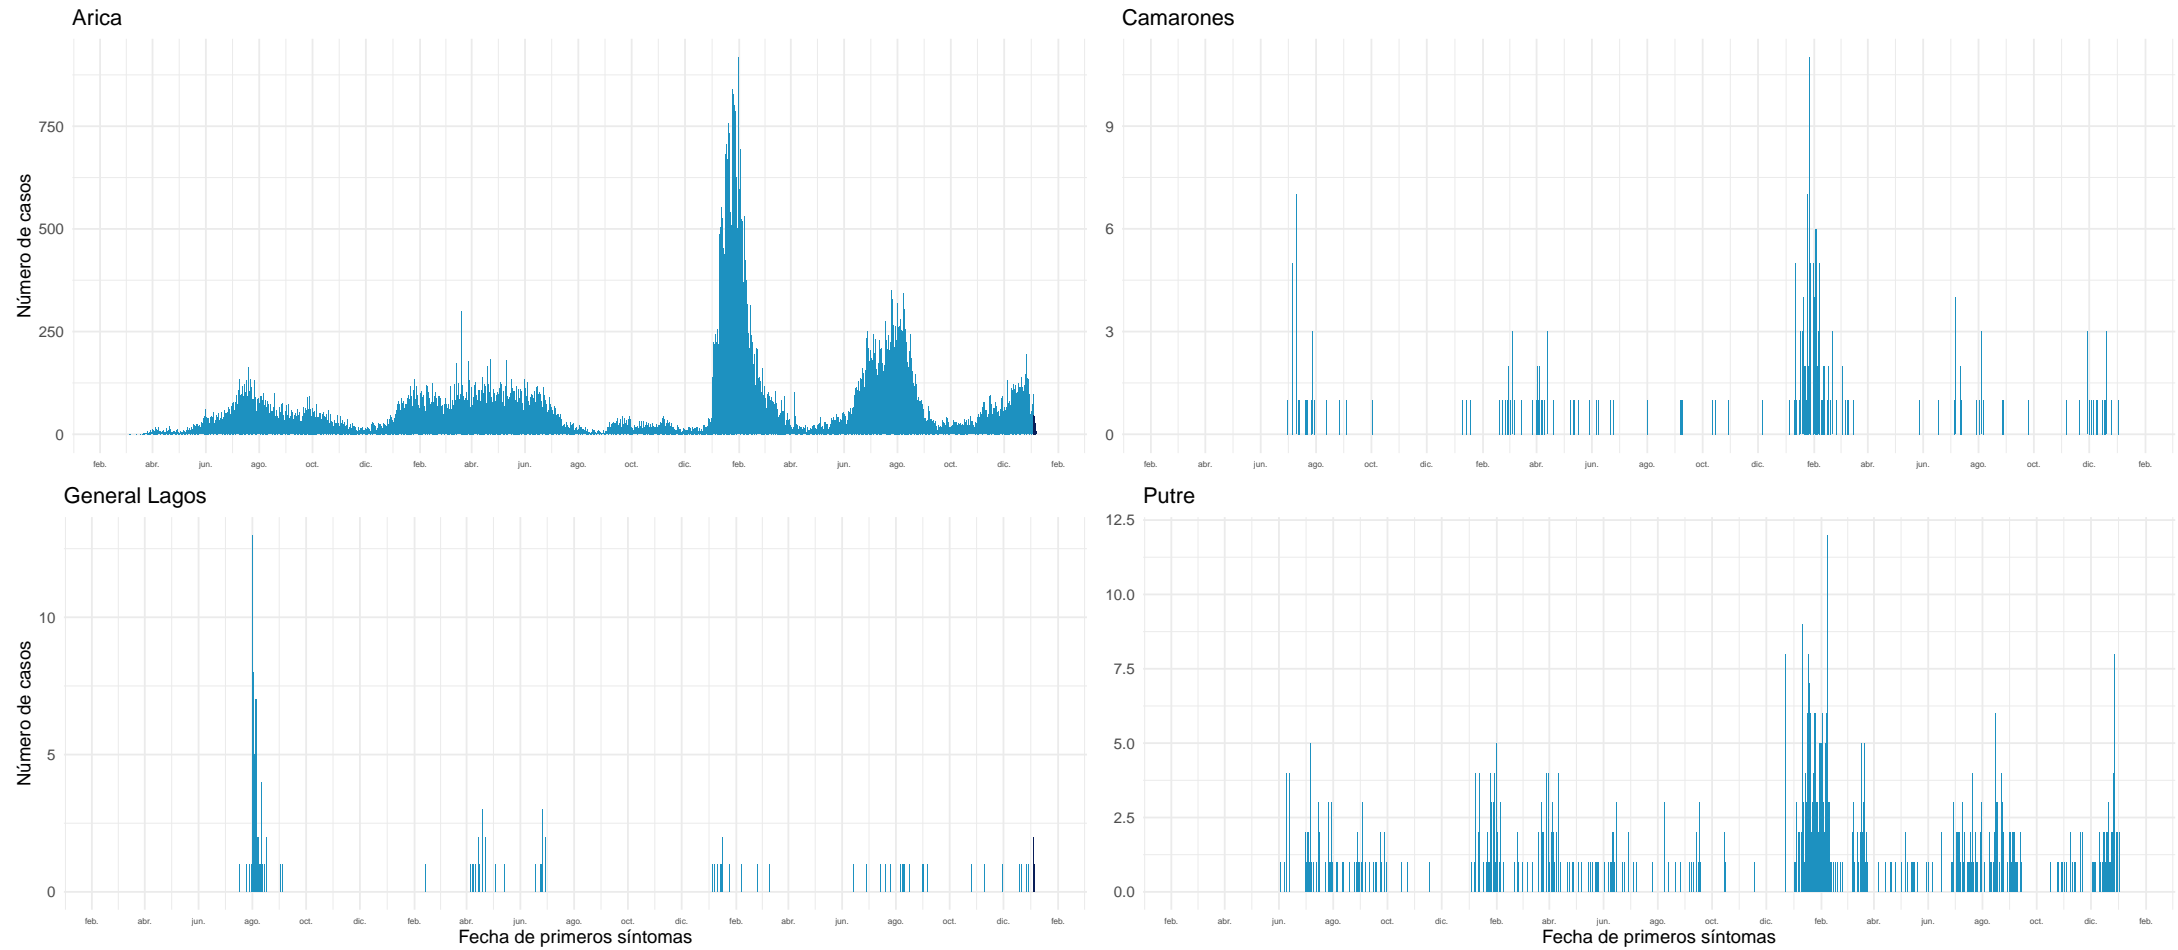 Arica
Número de casos
750
500
250
0
feb. abr. jun. ago. oct. dic. feb. abr. jun. ago. oct. dic. feb. abr. jun. ago. oct. dic. feb.
Camarones
9
6
3
0
feb. abr. jun. ago. oct. dic. feb. abr. jun. ago. oct. dic. feb. abr. jun. ago. oct. dic. feb.
General Lagos
Número de casos
10
5
0
feb. abr. jun. ago. oct. dic. feb. abr. jun. ago. oct. dic. feb. abr. jun. ago. oct. dic. feb.
Fecha de primeros síntomas
Putre
12.5
10.0
7.5
5.0
2.5
0.0
feb. abr. jun. ago. oct. dic. feb. abr. jun. ago. oct. dic. feb. abr. jun. ago. oct. dic. feb.
Fecha de primeros síntomas